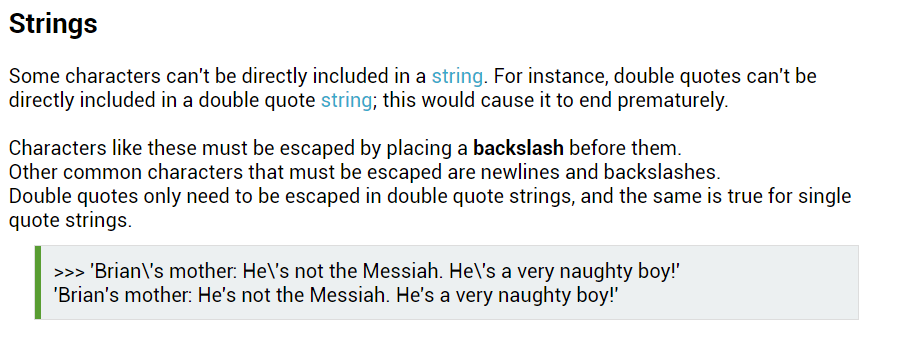 Strings
Some characters can't be directly included in a string. For instance, double quotes can't be
directly included in a double quote string; this would cause it to end prematurely.
Characters like these must be escaped by placing a backslash before them.
Other common characters that must be escaped are newlines and backslashes.
Double quotes only need to be escaped in double quote strings, and the same is true for single
quote strings.
>>> 'Brian\'s mother: He\'s not the Messiah. He\'s a very naughty boy!'
'Brian's mother: He's not the Messiah. He's a very naughty boy!'